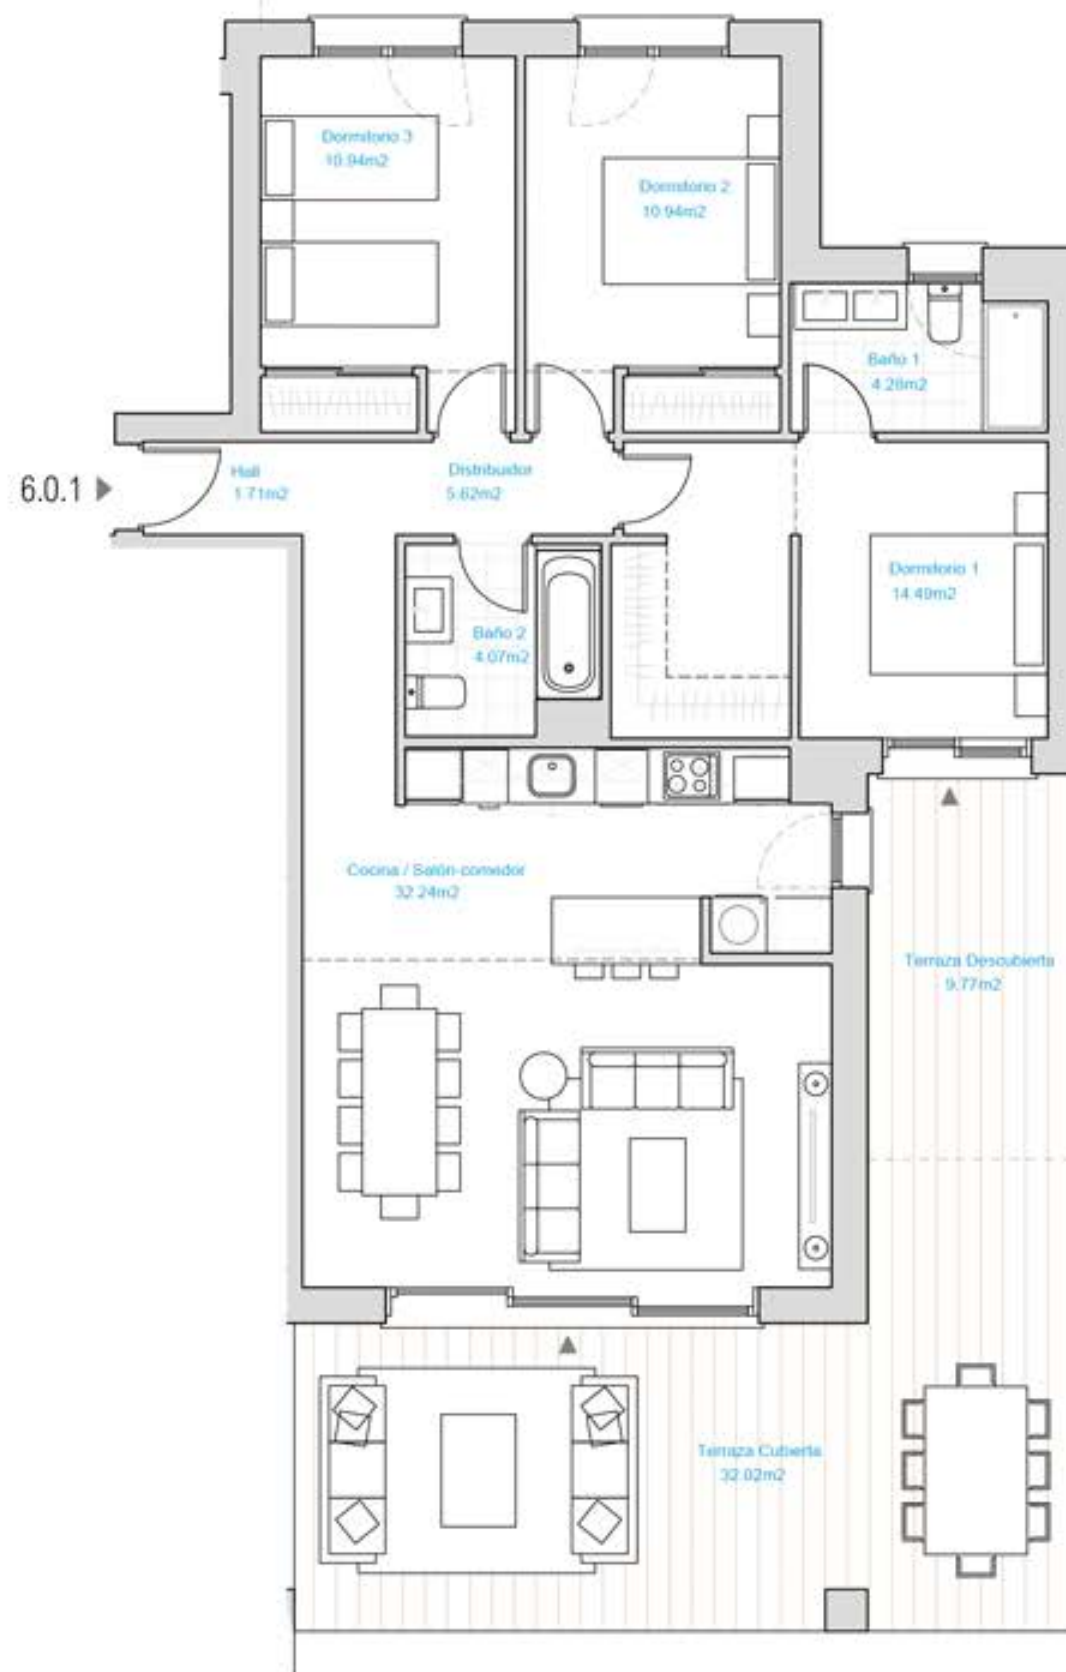 Dormitorio 3
10.94m2
Dormitorio 2
10.94m2
Baño 1
4.28m2
6.0.1
Hall
1.71m2
Distribuidor
5.62m2
Dormitorio 1
14.49m2
Baño 2
4.07m2
Cocina / Salón-comedor
32.24m2
Terraza Descubierta
9.77m2
Terraza Cubierta
32.02m2